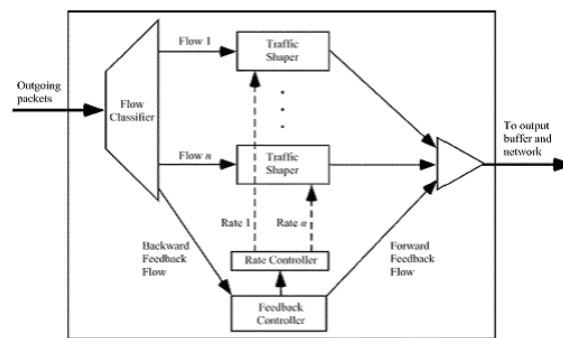 Outgoing
packets
Flow
Classifier
Flow 1
Traffic
Shaper
Flow n
Traffic
Shaper
To output
buffer and
network
Rate 1
Rate n
Backward
Feedback
Flow
Rate Controller
Forward
Feedback
Flow
Feedback
Controller